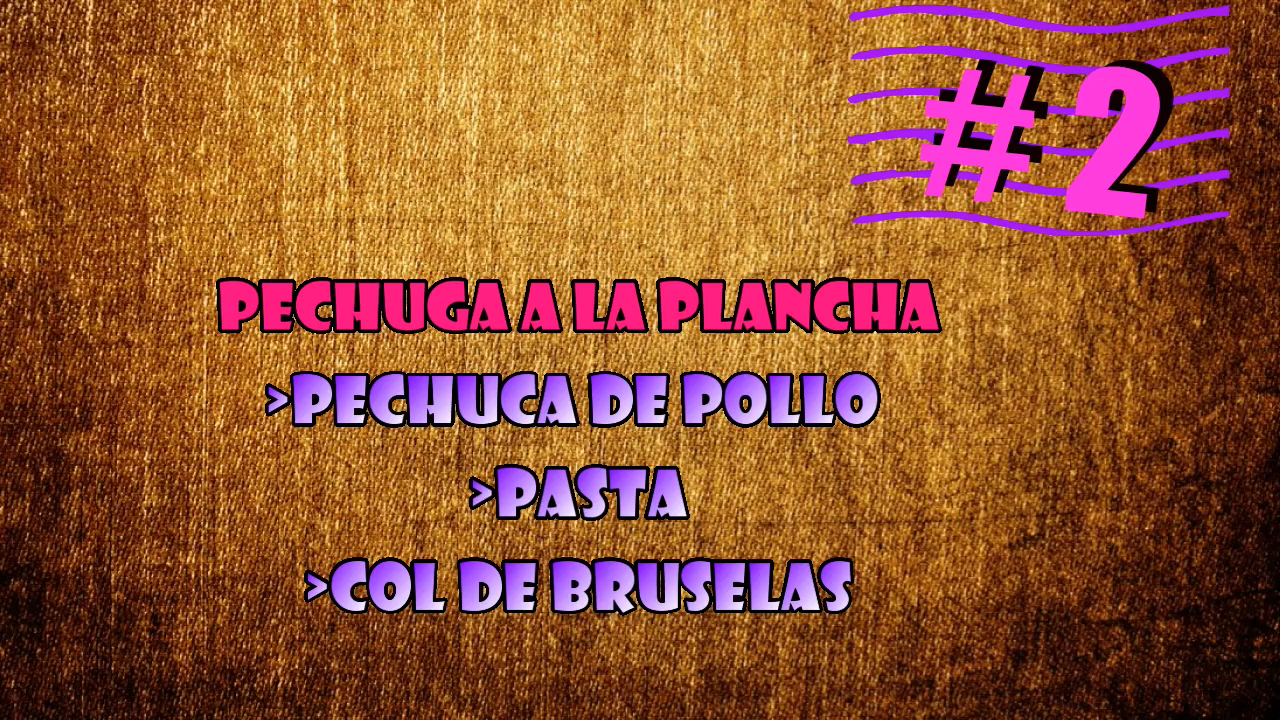 #2
PECHUGA A LA PLANCHA
>PECHUCA DE POLLO
>PASTA
>COL DE BRUSELAS